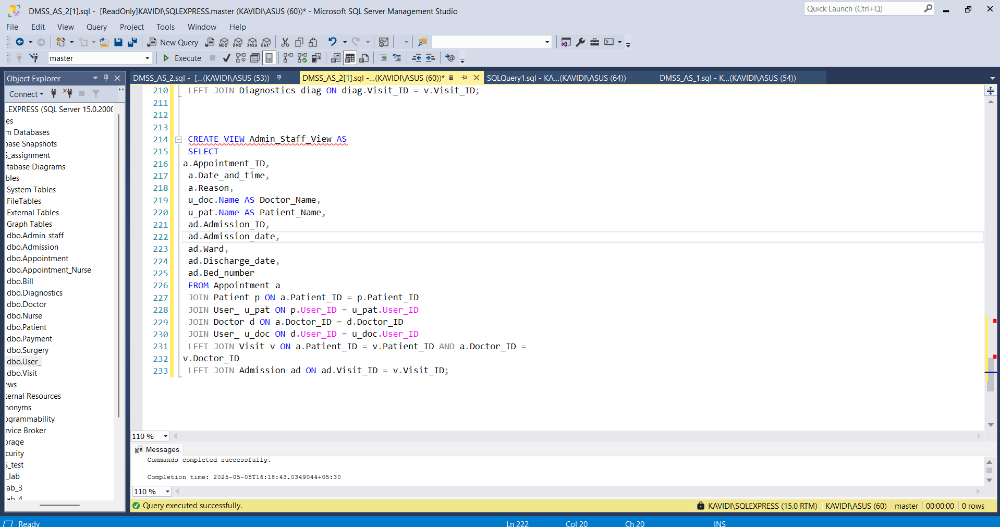 DMSS_AS_2[1].sql - [ReadOnly]KAVIDI\SQLEXPRESS.master (KAVIDI\ASUS (60))* - Microsoft SQL Server Management Studio
Quick Launch (Ctrl+Q)
File Edit View Query Project Tools Window Help
New Query MDX DMX XMLA DAX
master Execute
Object Explorer
DMSS_AS_2.sql - [...(KAVIDI\ASUS (53)) DMSS_AS_2[1].sql -...(KAVIDI\ASUS (60))* SQLQuery1.sql - KA...(KAVIDI\ASUS (64)) DMSS_AS_1.sql - K...(KAVIDI\ASUS (54))
Connect
LEXPRESS (SQL Server 15.0.2000
es
m Databases
base Snapshots
S_assignment
atabase Diagrams
bles
System Tables
FileTables
External Tables
Graph Tables
dbo.Admin_staff
dbo.Admission
dbo.Appointment
dbo.Appointment_Nurse
dbo.Bill
dbo.Diagnostics
dbo.Doctor
dbo.Nurse
dbo.Patient
dbo.Payment
dbo.Surgery
dbo.User_
dbo.Visit
ews
ternal Resources
nonyms
ogrammability
rvice Broker
orage
curity
S_test
_lab
ab_3
ab_4
210 LEFT JOIN Diagnostics diag ON diag.Visit_ID = v.Visit_ID;
211
212
213
214 CREATE VIEW Admin_Staff_View AS
215 SELECT
216 a.Appointment_ID,
217 a.Date_and_time,
218 a.Reason,
219 u_doc.Name AS Doctor_Name,
220 u_pat.Name AS Patient_Name,
221 ad.Admission_ID,
222 ad.Admission_date,
223 ad.Ward,
224 ad.Discharge_date,
225 ad.Bed_number
226 FROM Appointment a
227 JOIN Patient p ON a.Patient_ID = p.Patient_ID
228 JOIN User_ u_pat ON p.User_ID = u_pat.User_ID
229 JOIN Doctor d ON a.Doctor_ID = d.Doctor_ID
230 JOIN User_ u_doc ON d.User_ID = u_doc.User_ID
231 LEFT JOIN Visit v ON a.Patient_ID = v.Patient_ID AND a.Doctor_ID =
232 v.Doctor_ID
233 LEFT JOIN Admission ad ON ad.Visit_ID = v.Visit_ID;
110 %
Messages
Commands completed successfully.
Completion time: 2025-05-05T16:18:43.0349044+05:30
110 %
Query executed successfully. KAVIDI\SQLEXPRESS (15.0 RTM) KAVIDI\ASUS (60) master 00:00:00 0 rows
Ready Ln 222 Col 20 Ch 20 INS